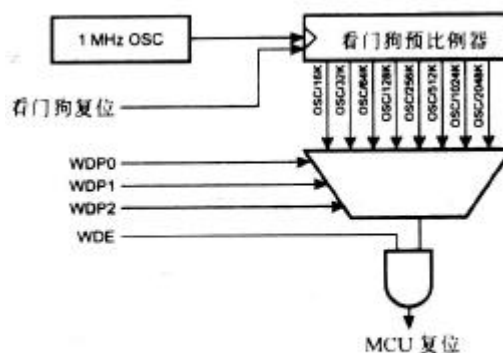 1 MHz OSC
看门狗预比例器
OSC/16K
OSC/32K
OSC/64K
OSC/128K
OSC/256K
OSC/512K
OSC/1024K
OSC/2048K
看门狗复位
WDP0
WDP1
WDP2
WDE
MCU 复位